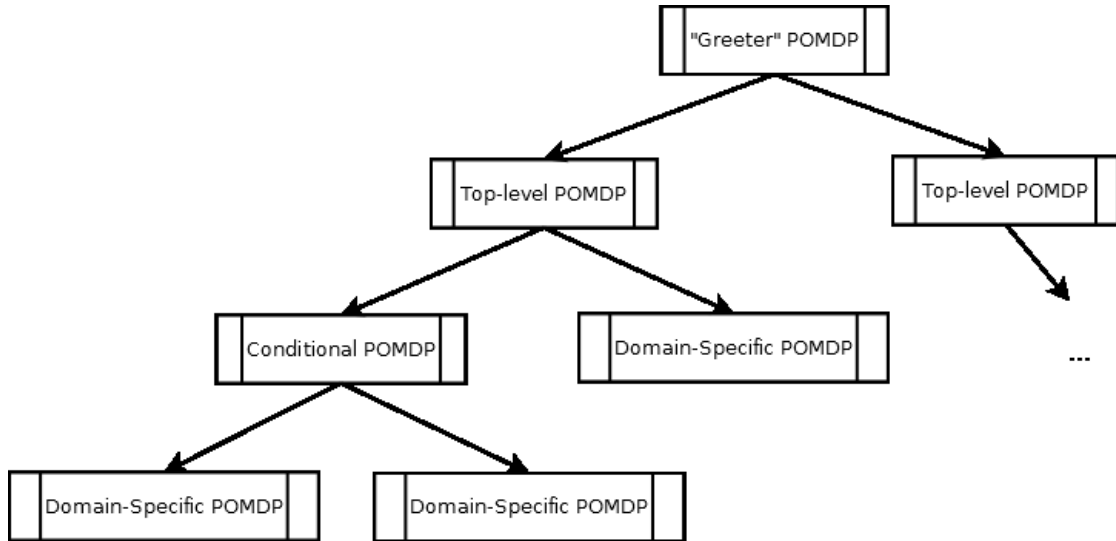 "Greeter" POMDP
Top-level POMDP
Top-level POMDP
Conditional POMDP
Domain-Specific POMDP
...
Domain-Specific POMDP
Domain-Specific POMDP